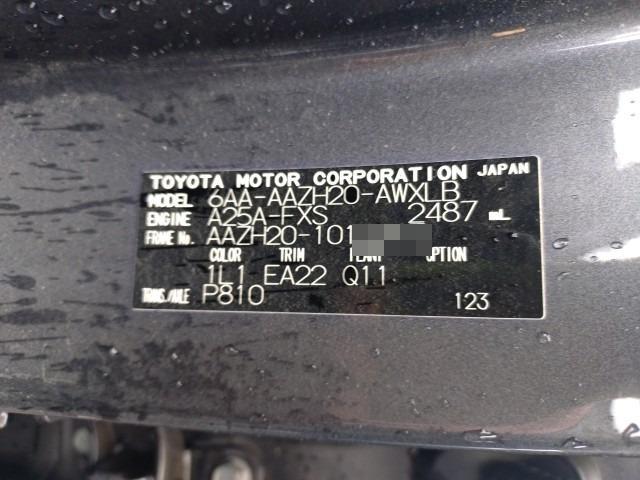 TOYOTA MOTOR CORPORATION JAPAN
MODEL 6AA-AAZH20-AWXLB
ENGINE A25A-FXS 2487 mL
FRAME No. AAZH20-101
COLOR TRIM PLANT OPTION
1L1 EA22 Q11
TRANS./AXLE P810 123